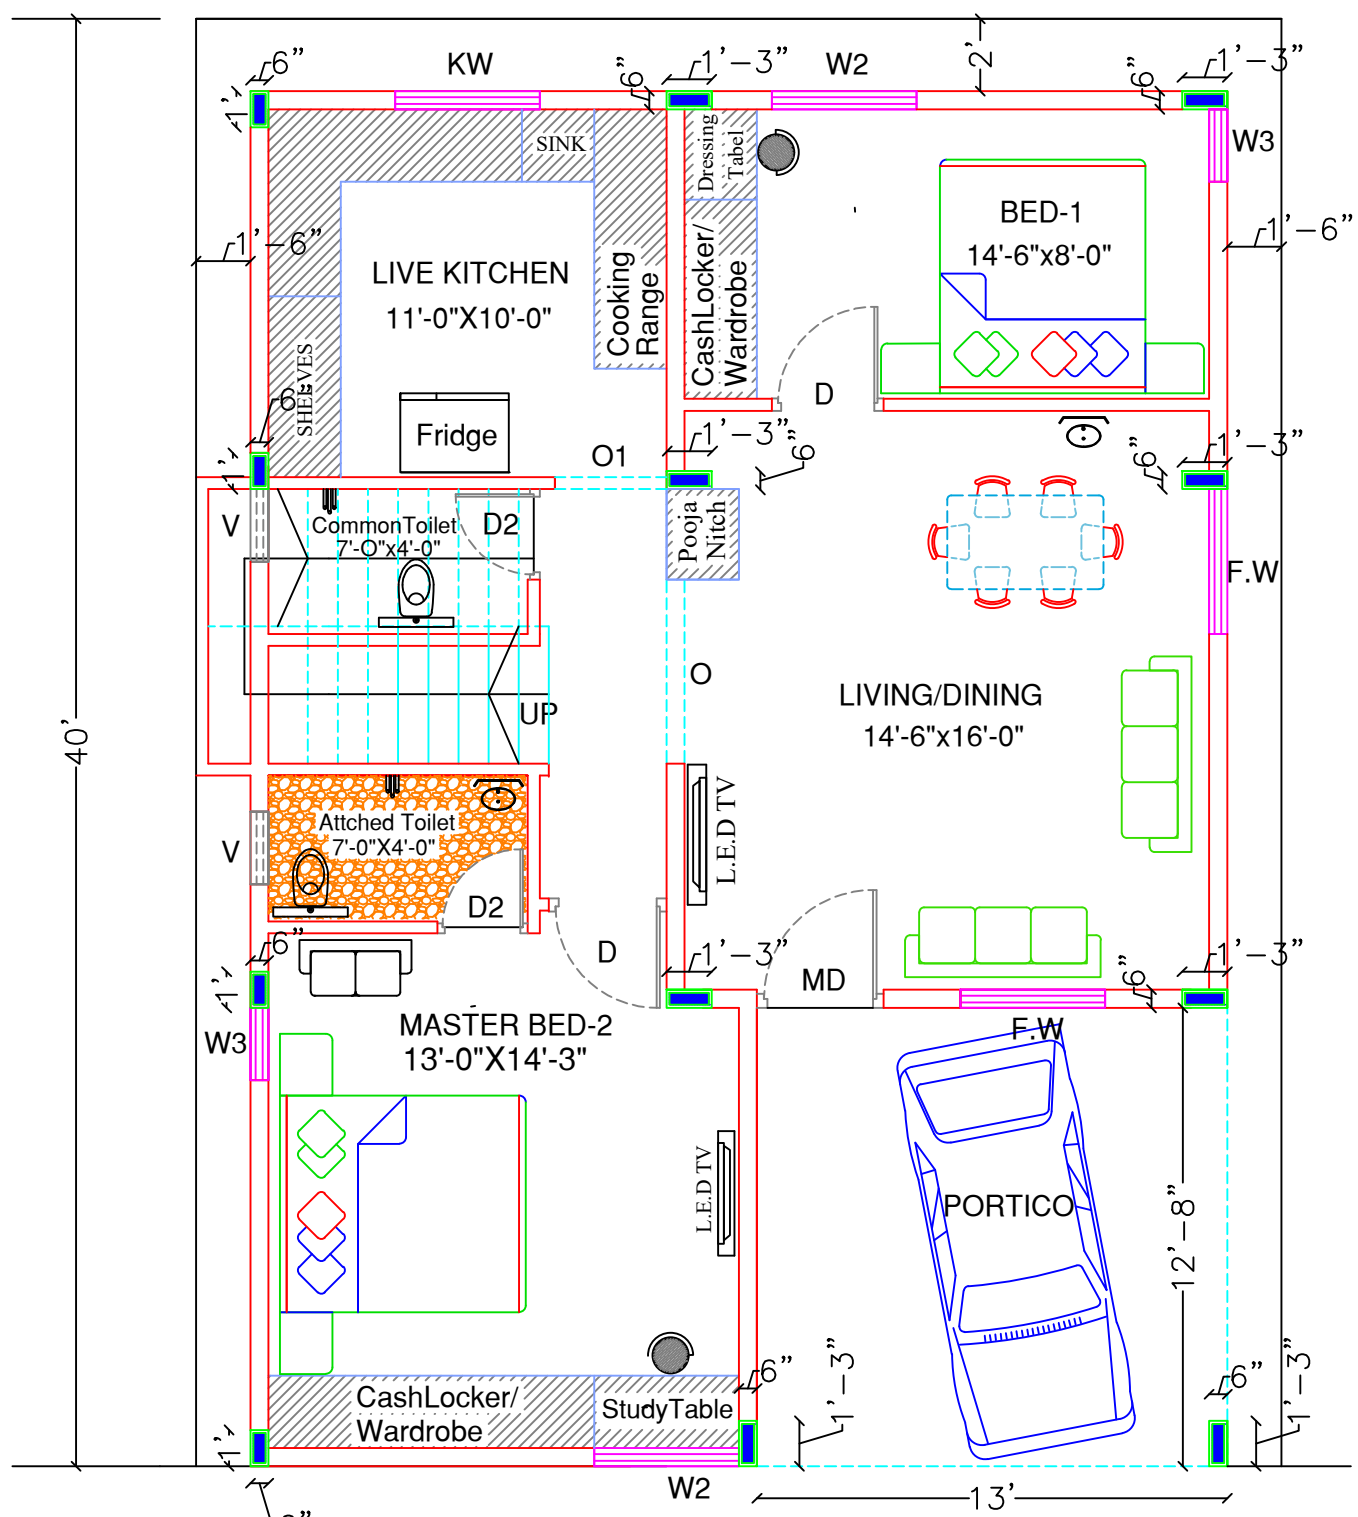 6"
KW
6"
1'-3"
W2
2'-
6"
1'-3"
1'
SINK
Dressing
Tabel
W3
BED-1
14'-6"x8'-0"
1'-6"
1'-6"
LIVE KITCHEN
11'-0"X10'-0"
Cooking
Range
CashLocker/
Wardrobe
SHELVES
6"
D
Fridge
O1
1'-3"
6"
6"
1'-3"
1'
V
CommonToilet
7'-O"x4'-0"
D2
Pooja
Nitch
F.W
O
LIVING/DINING
14'-6"x16'-0"
UP
40'
L.E.D TV
Attched Toilet
7'-0"X4'-0"
V
D2
6"
D
1'-3"
MD
1'-3"
6"
1'
W3
MASTER BED-2
13'-0"X14'-3"
F.W
L.E.D TV
PORTICO
12'-8"
6"
1'-3"
6"
1'-3"
CashLocker/
Wardrobe
StudyTable
1'
W2
13'